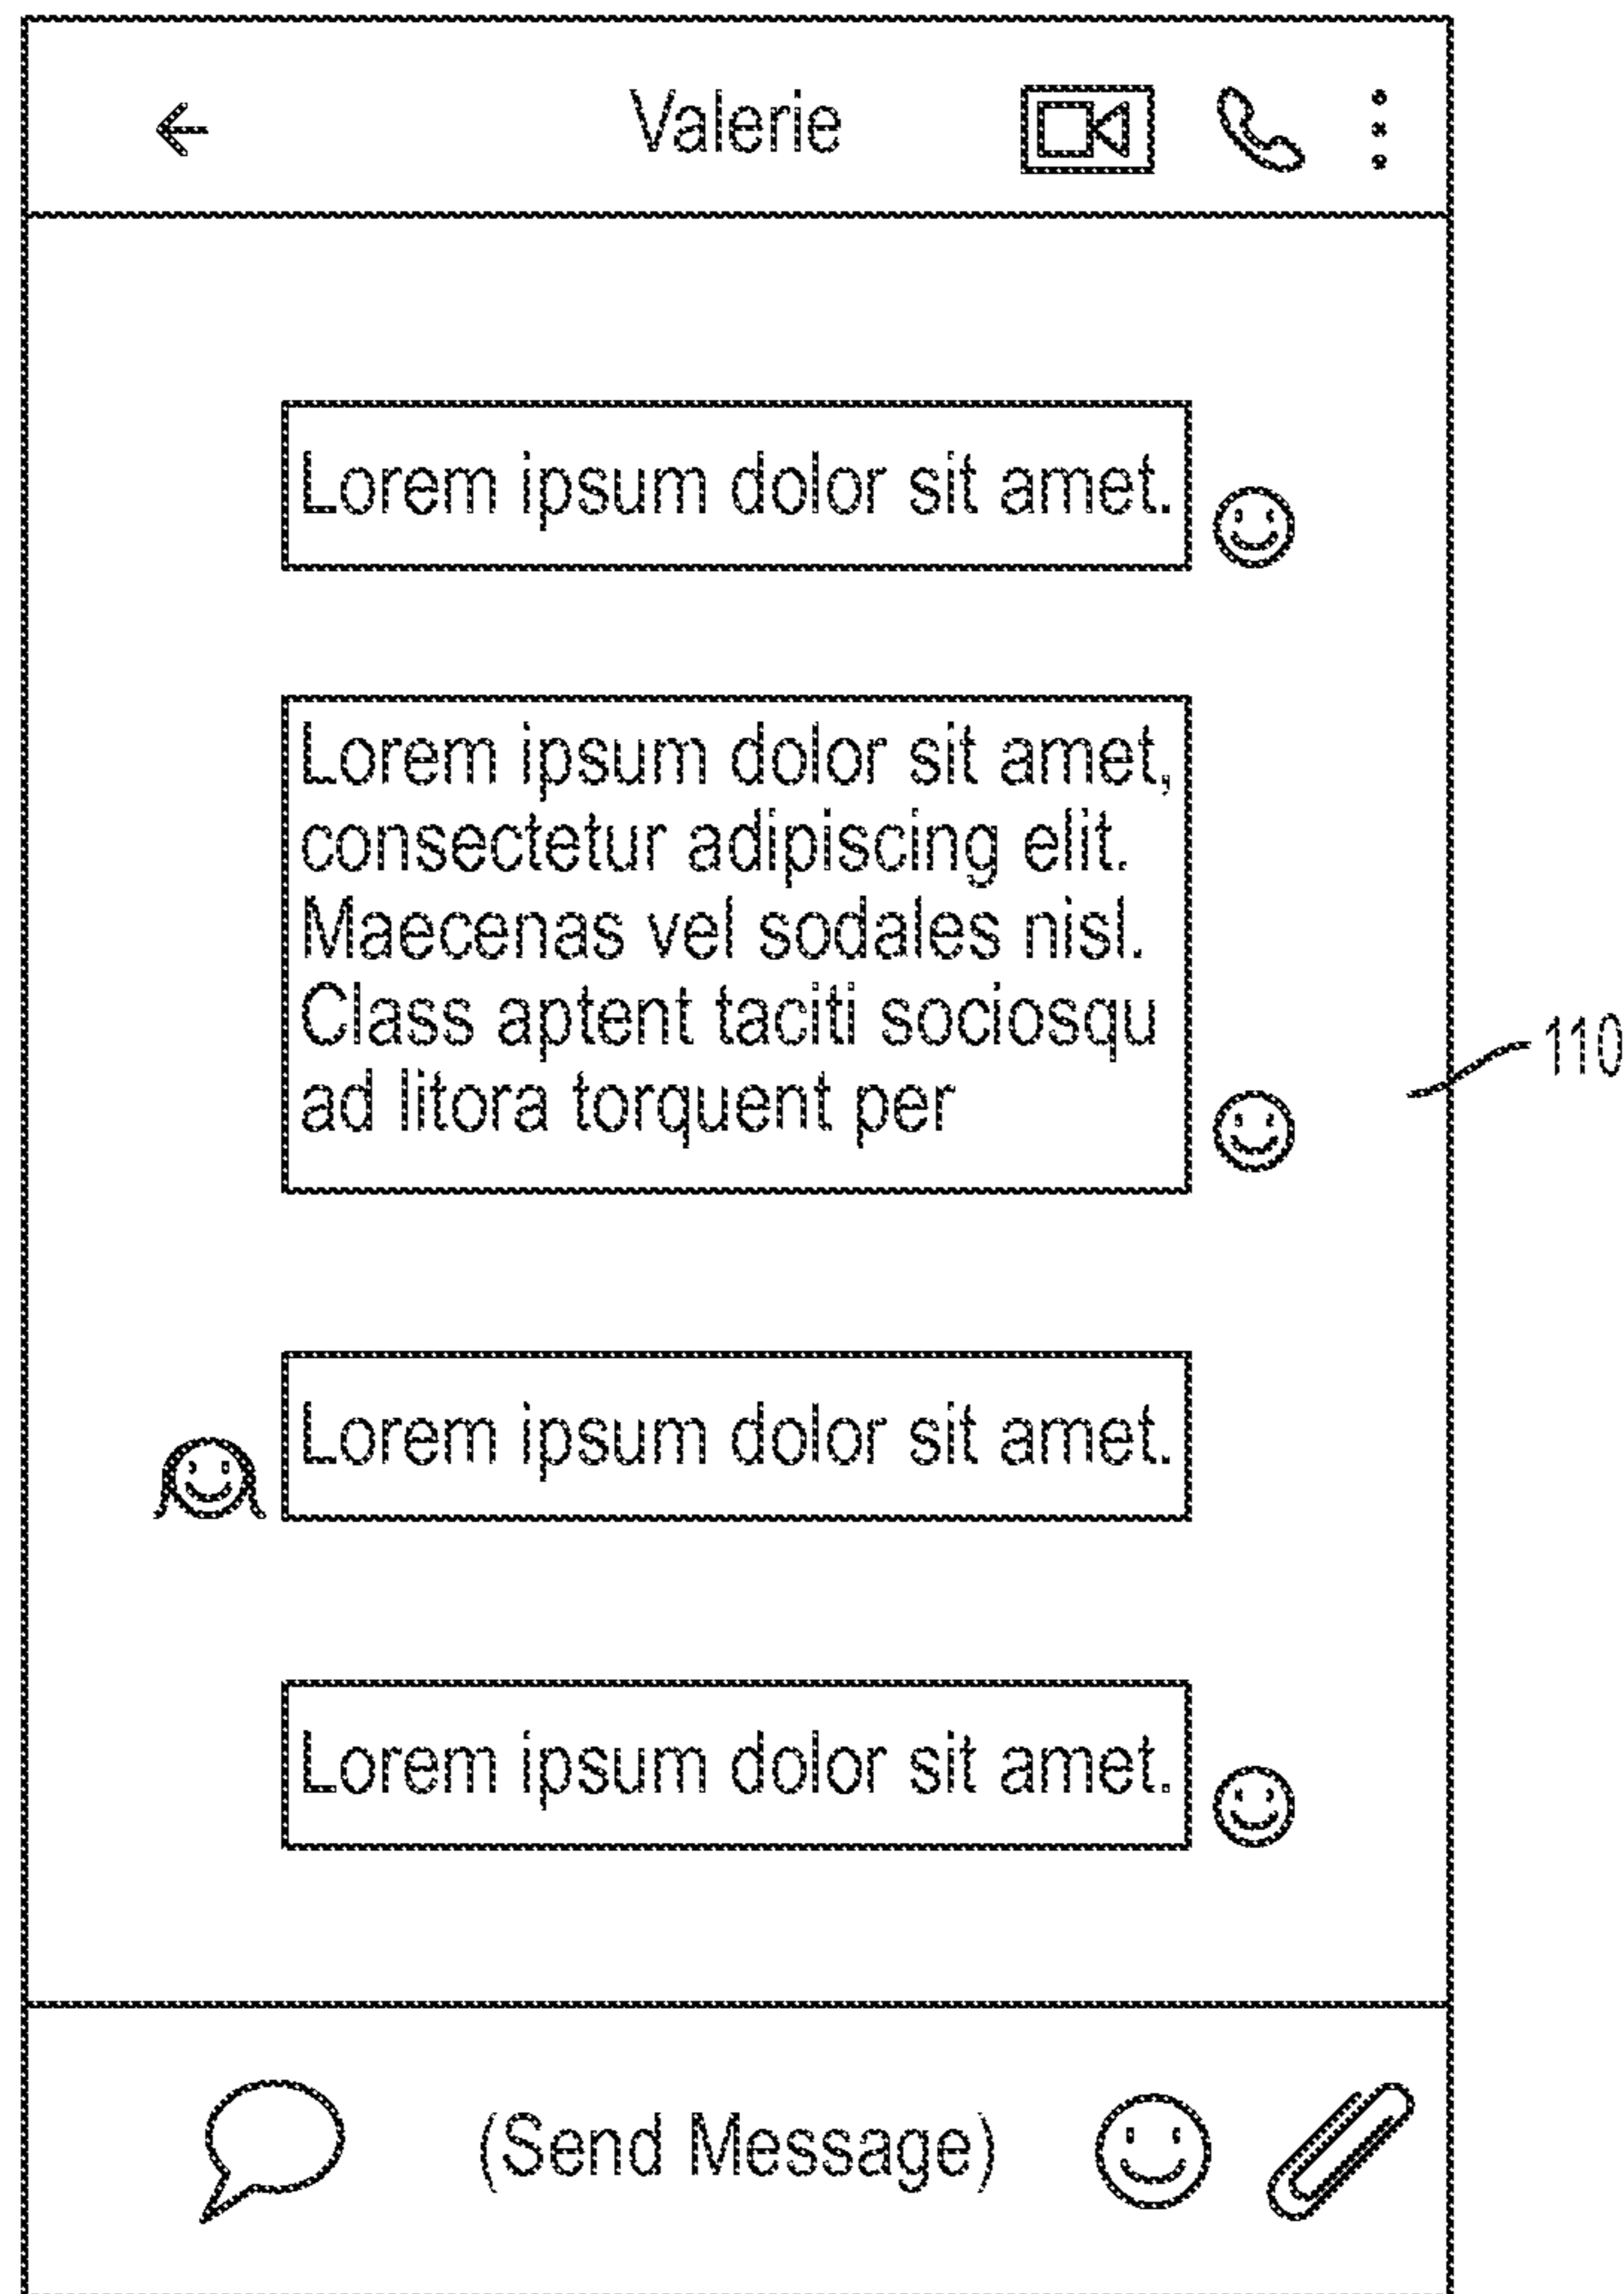 Valerie
Lorem ipsum dolor sit amet.
Lorem ipsum dolor sit amet,
consectetur adipiscing elit.
Maecenas vel sodales nisl.
Class aptent taciti sociosqu
ad litora torquent per
110
Lorem ipsum dolor sit amet.
Lorem ipsum dolor sit amet.
(Send Message)